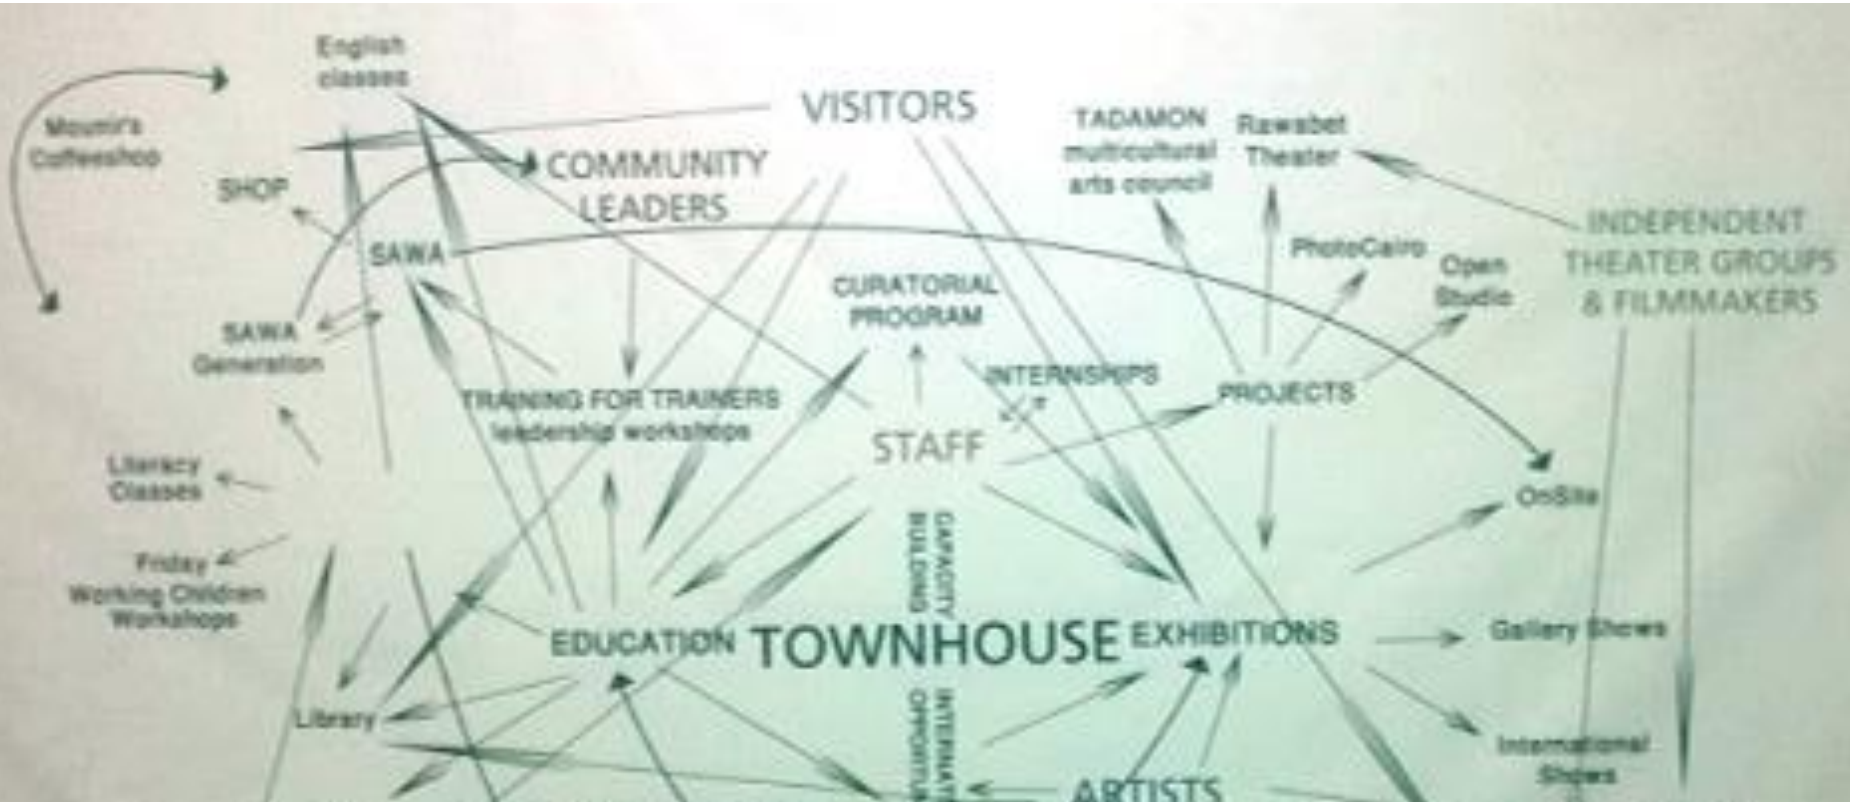 English
classes
Mounir's
Coffeeshop
SHOP
VISITORS
COMMUNITY
LEADERS
TADAMON
multicultural
arts council
Rawabet
Theater
INDEPENDENT
THEATER GROUPS
& FILMMAKERS
SAWA
PhotoCairo
Open
Studio
CURATORIAL
PROGRAM
SAWA
Generation
INTERNSHIPS
PROJECTS
TRAINING FOR TRAINERS
leadership workshops
STAFF
Literacy
Classes
OnSite
CAPACITY
BUILDING
Friday
Working Children
Workshops
EDUCATION
TOWNHOUSE
EXHIBITIONS
Gallery Shows
Library
International
Shows
ARTISTS